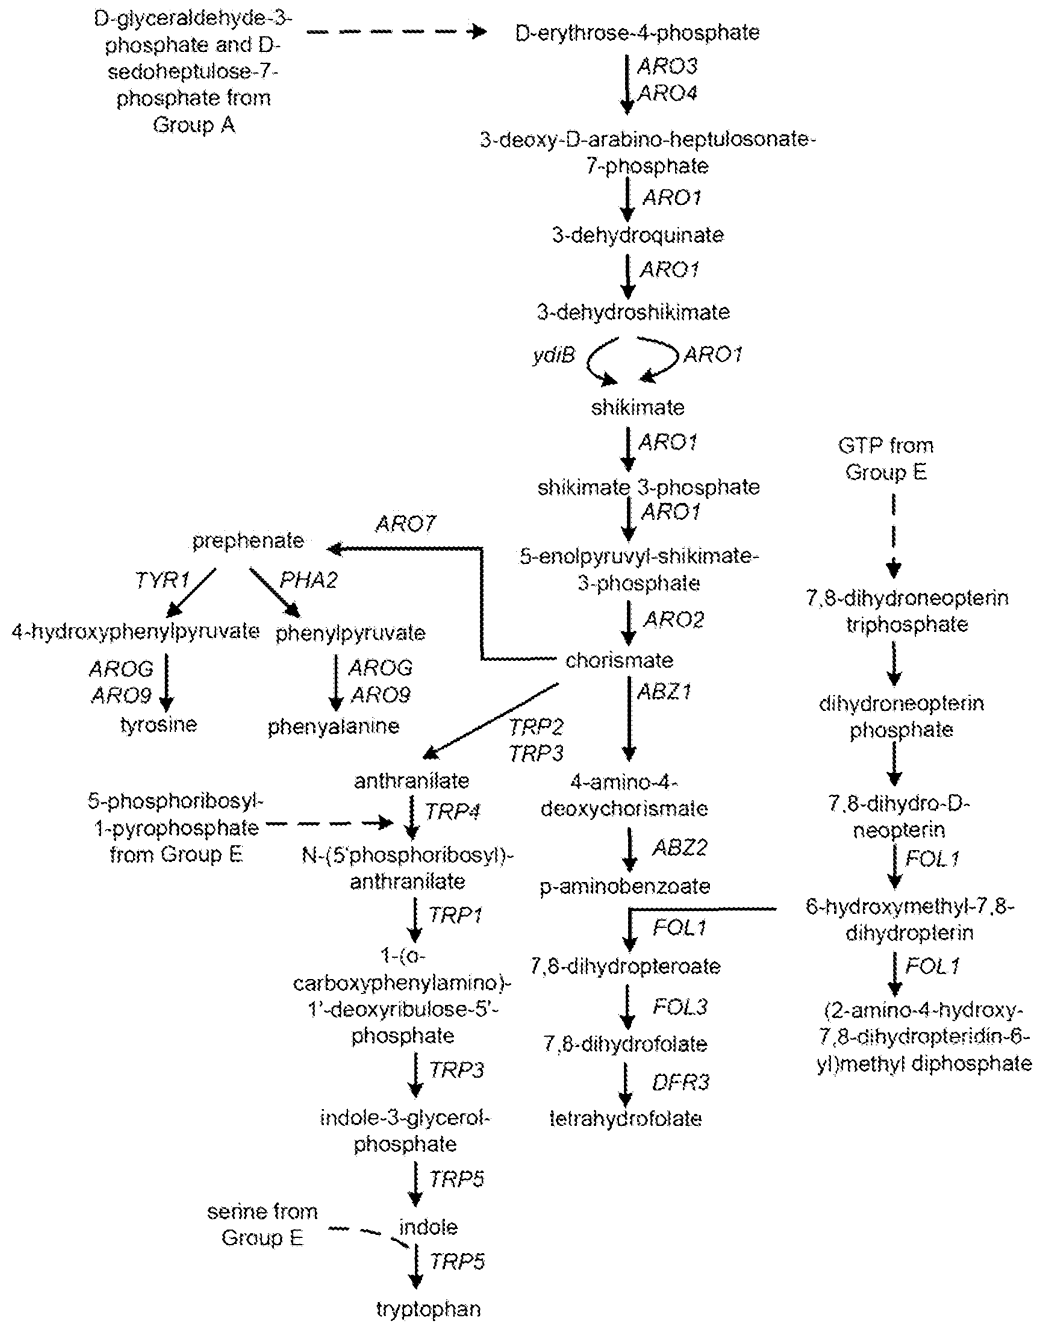 D-glyceraldehyde-3-
phosphate and D-
sedoheptulose-7-
phosphate from
Group A
D-erythrose-4-phosphate
ARO3
ARO4
3-deoxy-D-arabino-heptulosonate-
7-phosphate
ARO1
3-dehydroquinate
ARO1
3-dehydroshikimate
ydiB
ARO1
shikimate
ARO1
shikimate 3-phosphate
ARO1
5-enolpyruvyl-shikimate-
3-phosphate
ARO2
chorismate
ARO7
prephenate
TYR1
PHA2
4-hydroxyphenylpyruvate
phenylpyruvate
AROG
ARO9
AROG
ARO9
tyrosine
phenyalanine
TRP2
TRP3
anthranilate
5-phosphoribosyl-
1-pyrophosphate
from Group E
TRP4
N-(5'phosphoribosyl)-
anthranilate
TRP1
1-(o-
carboxyphenylamino)-
1'-deoxyribulose-5'-
phosphate
TRP3
indole-3-glycerol-
phosphate
TRP5
serine from
Group E
indole
TRP5
tryptophan
ABZ1
4-amino-4-
deoxychorismate
ABZ2
p-aminobenzoate
FOL1
7,8-dihydropteroate
FOL3
7,8-dihydrofolate
DFR3
tetrahydrofolate
GTP from
Group E
7,8-dihydroneopterin
triphosphate
dihydroneopterin
phosphate
7,8-dihydro-D-
neopterin
FOL1
6-hydroxymethyl-7,8-
dihydropterin
FOL1
(2-amino-4-hydroxy-
7,8-dihydropteridin-6-
yl)methyl diphosphate